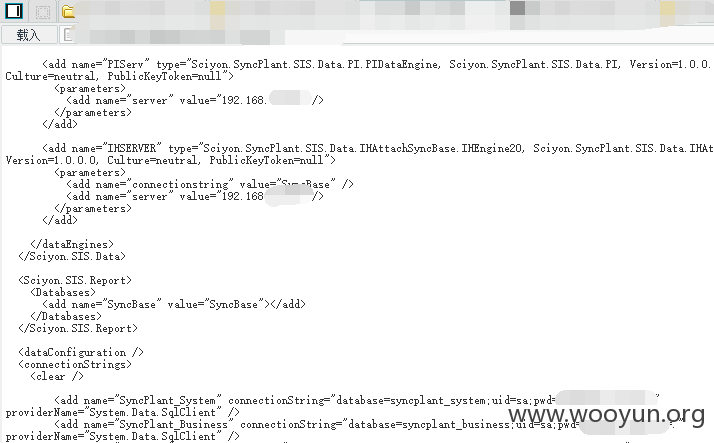 载入
<add name="PIServ" type="Sciyon.SyncPlant.SIS.Data.PI.PIDataEngine, Sciyon.SyncPlant.SIS.Data.PI, Version=1.0.0.
Culture=neutral, PublicKeyToken=null">
<parameters>
<add name="server" value="192.168. />
</parameters>
</add>
<add name="IHSERVER" type="Sciyon.SyncPlant.SIS.Data.IHAttachSyncBase.IHEngine20, Sciyon.SyncPlant.SIS.Data.IHAt
Version=1.0.0.0, Culture=neutral, PublicKeyToken=null">
<parameters>
<add name="connectionstring" value="SyncBase" />
<add name="server" value="192.168 />
</parameters>
</add>
</dataEngines>
</Sciyon.SIS.Data>
<Sciyon.SIS.Report>
<Databases>
<add name="SyncBase" value="SyncBase"></add>
</Databases>
</Sciyon.SIS.Report>
<dataConfiguration />
<connectionStrings>
<clear />
<add name="SyncPlant_System" connectionString="database=syncplant_system;uid=sa;pwd= "
providerName="System.Data.SqlClient" />
<add name="SyncPlant_Business" connectionString="database=syncplant_business;uid=sa;pwd=
providerName="System.Data.SqlClient" />
www.wooyun.org